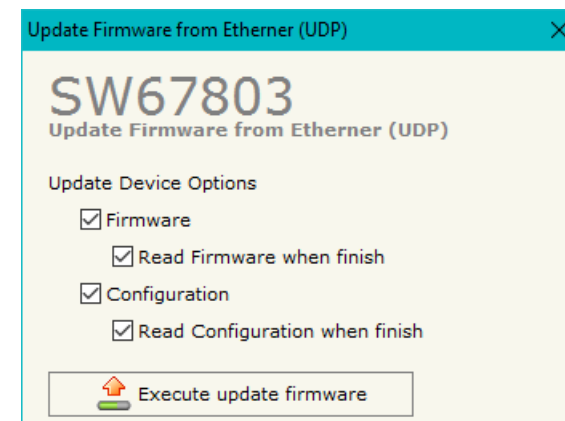 Update Firmware from Etherner (UDP)
SW67803
Update Firmware from Etherner (UDP)
Update Device Options
Firmware
Read Firmware when finish
Configuration
Read Configuration when finish
Execute update firmware